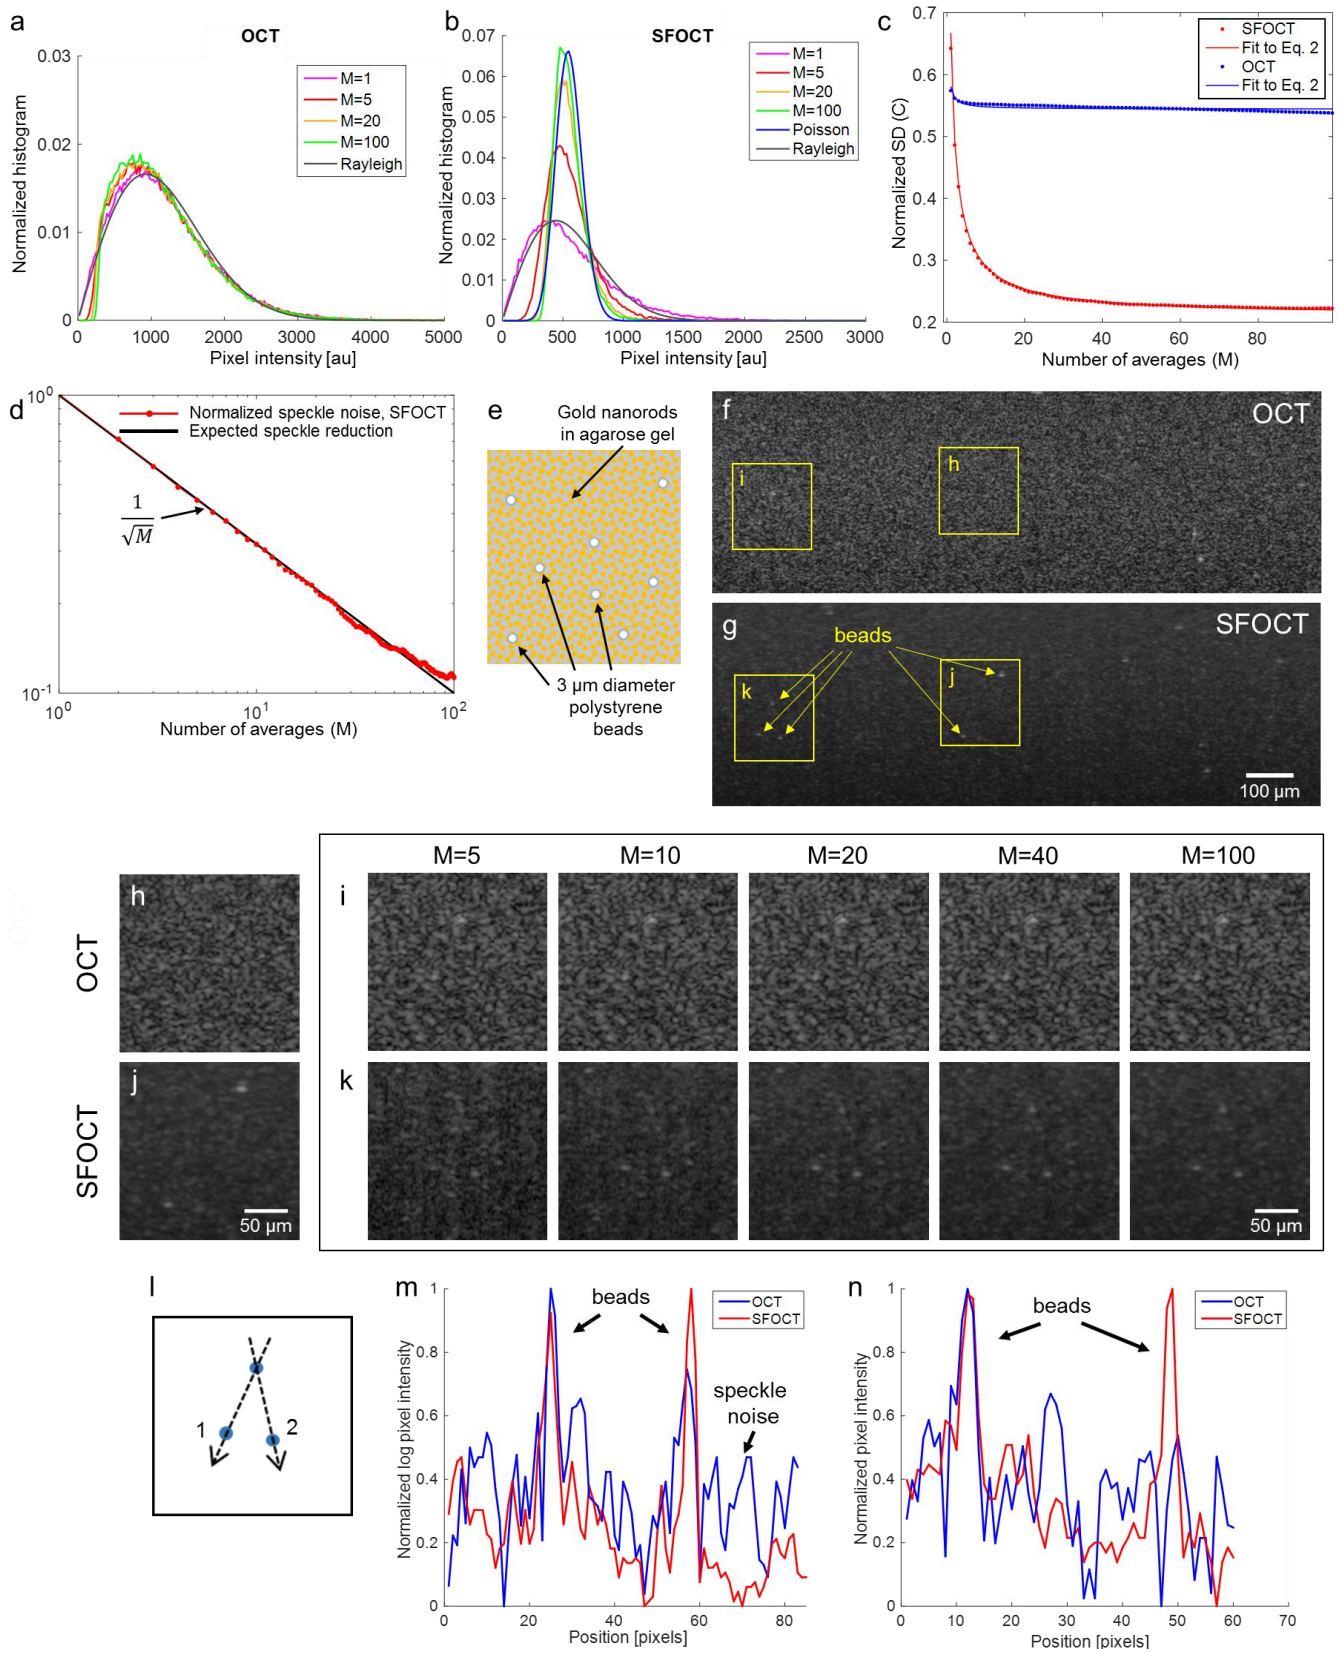 a
OCT
Normalized histogram
0.03
0.02
0.01
0
0
1000
2000
3000
4000
5000
Pixel intensity [au]
M=1
M=5
M=20
M=100
Rayleigh
b
SFOCT
Normalized histogram
0.07
0.06
0.05
0.04
0.03
0.02
0.01
0
0
500
1000
1500
2000
2500
3000
Pixel intensity [au]
M=1
M=5
M=20
M=100
Poisson
Rayleigh
c
Normalized SD (C)
0.7
0.6
0.5
0.4
0.3
0.2
0
20
40
60
80
Number of averages (M)
SFOCT
Fit to Eq. 2
OCT
Fit to Eq. 2
d
10^0
10^-1
10^0
10^1
10^2
Number of averages (M)
Normalized speckle noise, SFOCT
Expected speckle reduction
1
√M
e
Gold nanorods
in agarose gel
3 μm diameter
polystyrene
beads
f
OCT
i
h
g
SFOCT
beads
k
j
100 μm
M=5
M=10
M=20
M=40
M=100
OCT
h
i
SFOCT
j
50 μm
k
50 μm
l
1
2
m
Normalized log pixel intensity
1
0.8
0.6
0.4
0.2
0
0
20
40
60
80
Position [pixels]
beads
speckle
noise
OCT
SFOCT
n
Normalized pixel intensity
1
0.8
0.6
0.4
0.2
0
0
10
20
30
40
50
60
70
Position [pixels]
beads
OCT
SFOCT